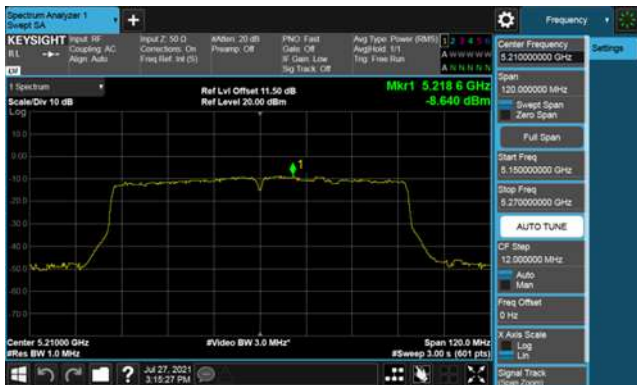 Spectrum Analyzer 1
Swept SA
+
Frequency
KEYSIGHT
Input: RF
Coupling: AC
Align: Auto
Input Z: 50 Ω
Corrections: On
Freq Ref: Int (S)
#Atten: 20 dB
Preamp: Off
PNO: Fast
Gate: Off
IF Gain: Low
Sig Track: Off
Avg Type: Power (RMS)
Avg|Hold: 1/1
Trig: Free Run
1 2 3 4 5 6
A W W W W W
A N N N N N
1 Spectrum
Scale/Div 10 dB
Log
Ref Lvl Offset 11.50 dB
Ref Level 20.00 dBm
Mkr1 5.218 6 GHz
-8.640 dBm
10.0
0.00
-10.0
-20.0
-30.0
-40.0
-50.0
-60.0
-70.0
1
Center 5.21000 GHz
#Res BW 1.0 MHz
#Video BW 3.0 MHz*
Span 120.0 MHz
#Sweep 3.00 s (601 pts)
Jul 27, 2021
3:15:27 PM
Center Frequency
5.210000000 GHz
Settings
Span
120.000000 MHz
Swept Span
Zero Span
Full Span
Start Freq
5.150000000 GHz
Stop Freq
5.270000000 GHz
AUTO TUNE
CF Step
12.000000 MHz
Auto
Man
Freq Offset
0 Hz
X Axis Scale
Log
Lin
Signal Track
(Span Zoom)